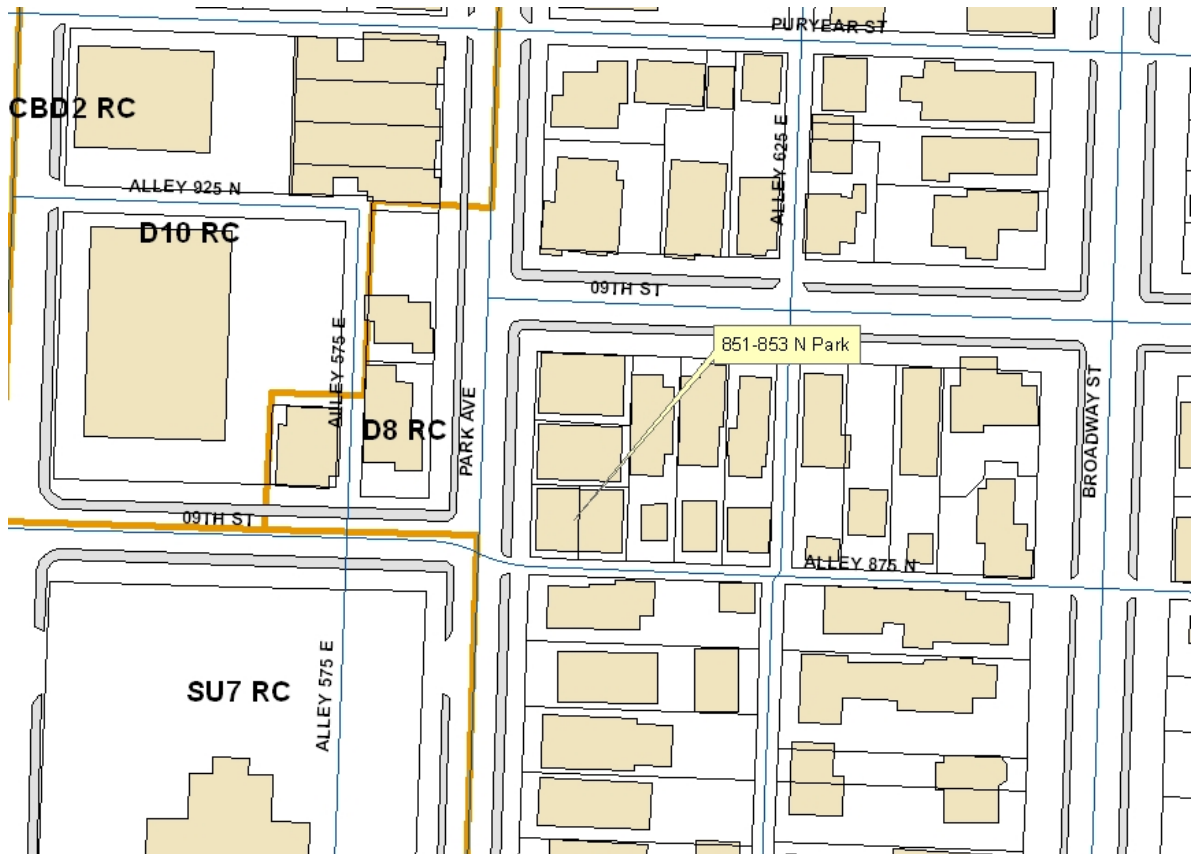 PURYEAR ST
CBD2 RC
ALLEY 925 N
ALLEY 625 E
D10 RC
09TH ST
851-853 N Park
ALLEY 575 E
D8 RC
PARK AVE
BROADWAY ST
09TH ST
ALLEY 875 N
SU7 RC
ALLEY 575 E